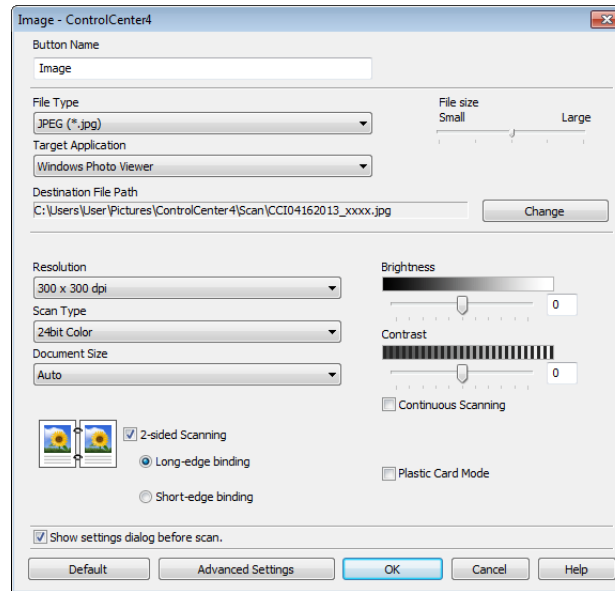 Image - ControlCenter4
Button Name
Image
File Type
JPEG (*.jpg)
File size
Small Large
Target Application
Windows Photo Viewer
Destination File Path
C:\Users\User\Pictures\ControlCenter4\Scan\CCI04162013_xxxx.jpg
Change
Resolution
300 x 300 dpi
Scan Type
24bit Color
Document Size
Auto
Brightness
0
Contrast
0
Continuous Scanning
2-sided Scanning
Long-edge binding
Short-edge binding
Plastic Card Mode
Show settings dialog before scan.
Default Advanced Settings OK Cancel Help